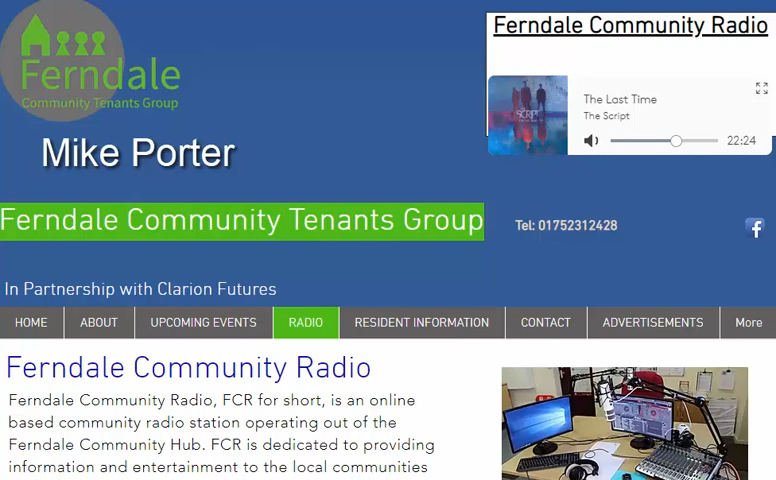 Ferndale
Community Tenants Group
Mike Porter
Ferndale Community Radio
The Last Time
The Script
22:24
Ferndale Community Tenants Group
Tel: 01752312428
In Partnership with Clarion Futures
HOME ABOUT UPCOMING EVENTS RADIO RESIDENT INFORMATION CONTACT ADVERTISEMENTS More
Ferndale Community Radio
Ferndale Community Radio, FCR for short, is an online
based community radio station operating out of the
Ferndale Community Hub. FCR is dedicated to providing
information and entertainment to the local communities